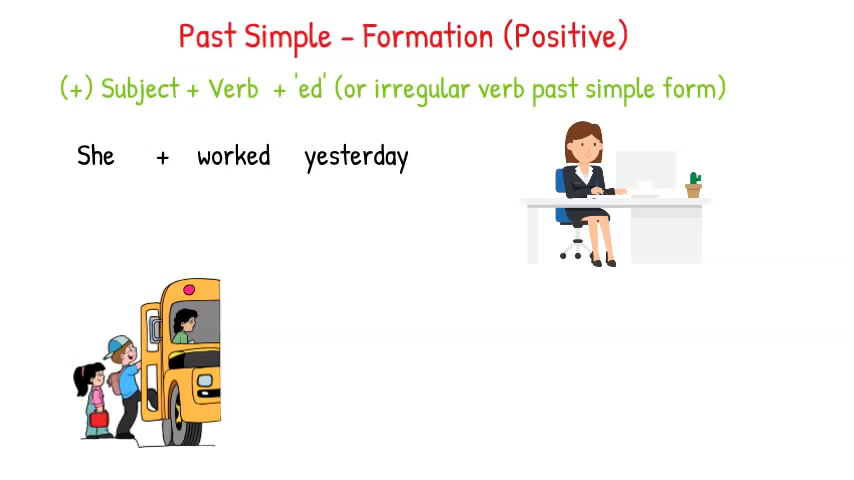 Past Simple - Formation (Positive)
(+) Subject + Verb + 'ed' (or irregular verb past simple form)
She + worked yesterday